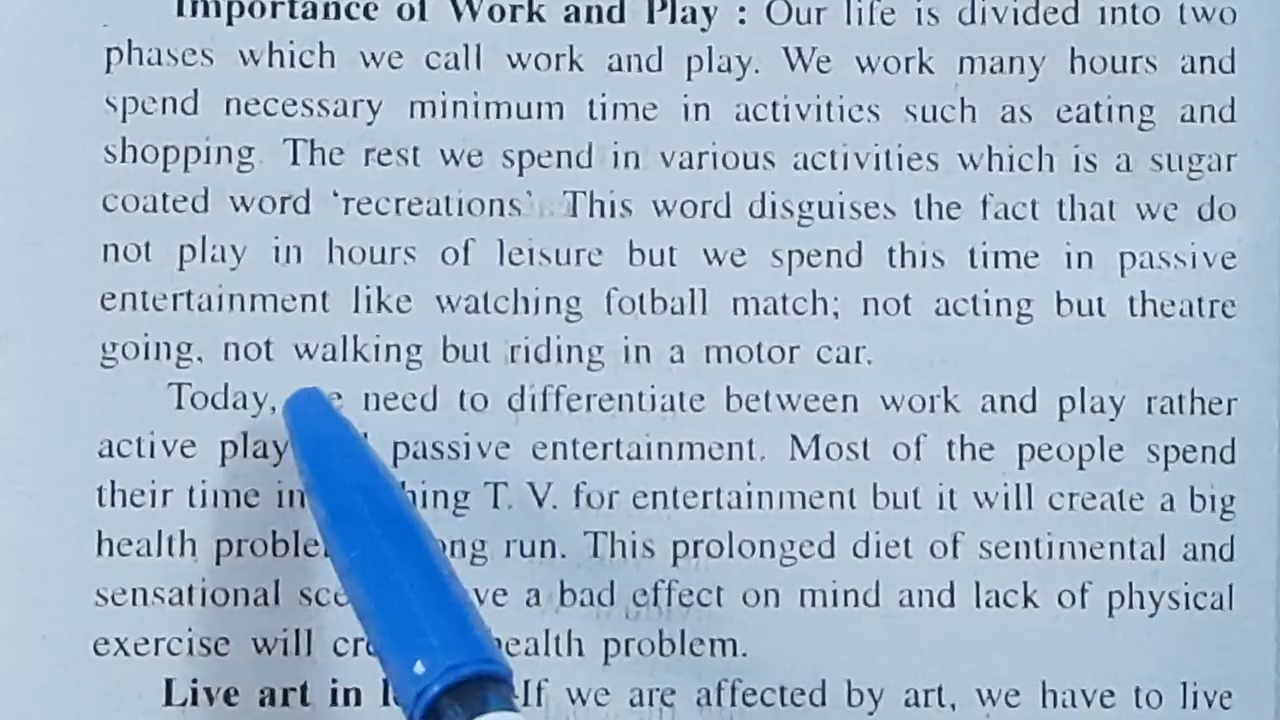 Importance of Work and Play : Our life is divided into two
phases which we call work and play. We work many hours and
spend necessary minimum time in activities such as eating and
shopping. The rest we spend in various activities which is a sugar
coated word ‘recreations’. This word disguises the fact that we do
not play in hours of leisure but we spend this time in passive
entertainment like watching fotball match; not acting but theatre
going, not walking but riding in a motor car.
Today, need to differentiate between work and play rather
active play passive entertainment. Most of the people spend
their time in T. V. for entertainment but it will create a big
health run. This prolonged diet of sentimental and
sensational a bad effect on mind and lack of physical
exercise will health problem.
Live art in If we are affected by art, we have to live